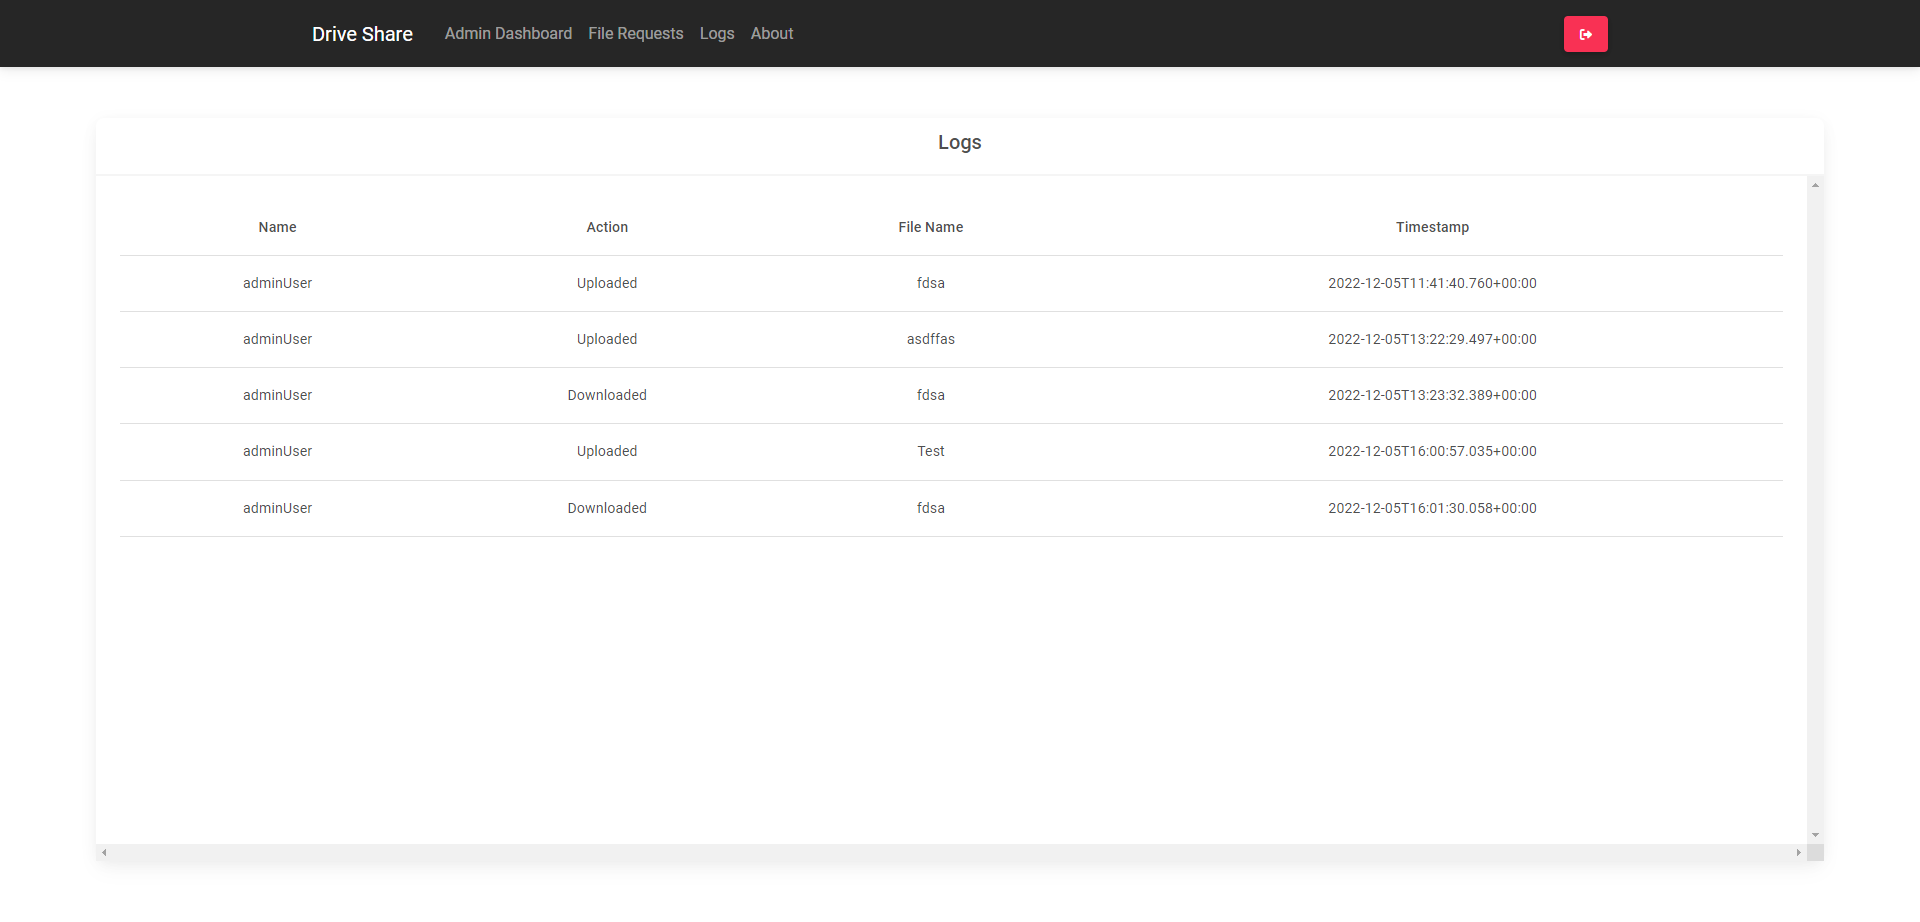 Drive Share Admin Dashboard File Requests Logs About
Logs
Name Action File Name Timestamp
adminUser Uploaded fdsa 2022-12-05T11:41:40.760+00:00
adminUser Uploaded asdffas 2022-12-05T13:22:29.497+00:00
adminUser Downloaded fdsa 2022-12-05T13:23:32.389+00:00
adminUser Uploaded Test 2022-12-05T16:00:57.035+00:00
adminUser Downloaded fdsa 2022-12-05T16:01:30.058+00:00